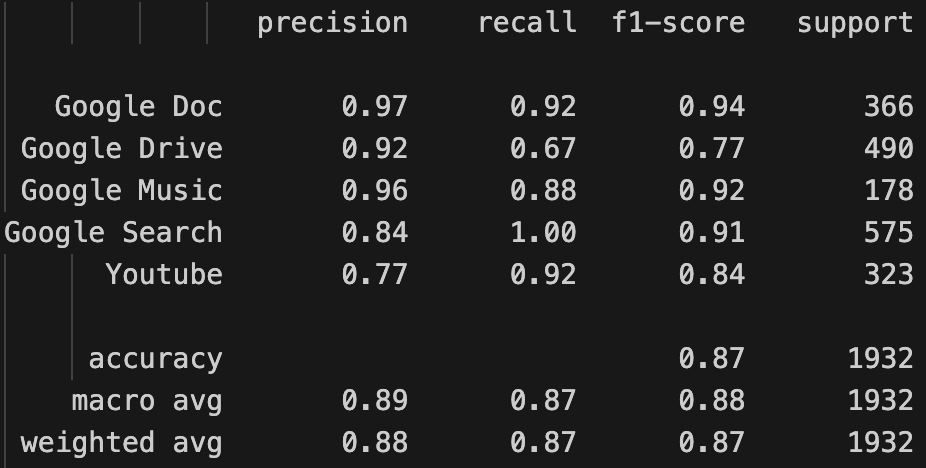 precision recall f1-score support
Google Doc 0.97 0.92 0.94 366
Google Drive 0.92 0.67 0.77 490
Google Music 0.96 0.88 0.92 178
Google Search 0.84 1.00 0.91 575
Youtube 0.77 0.92 0.84 323
accuracy 0.87 1932
macro avg 0.89 0.87 0.88 1932
weighted avg 0.88 0.87 0.87 1932